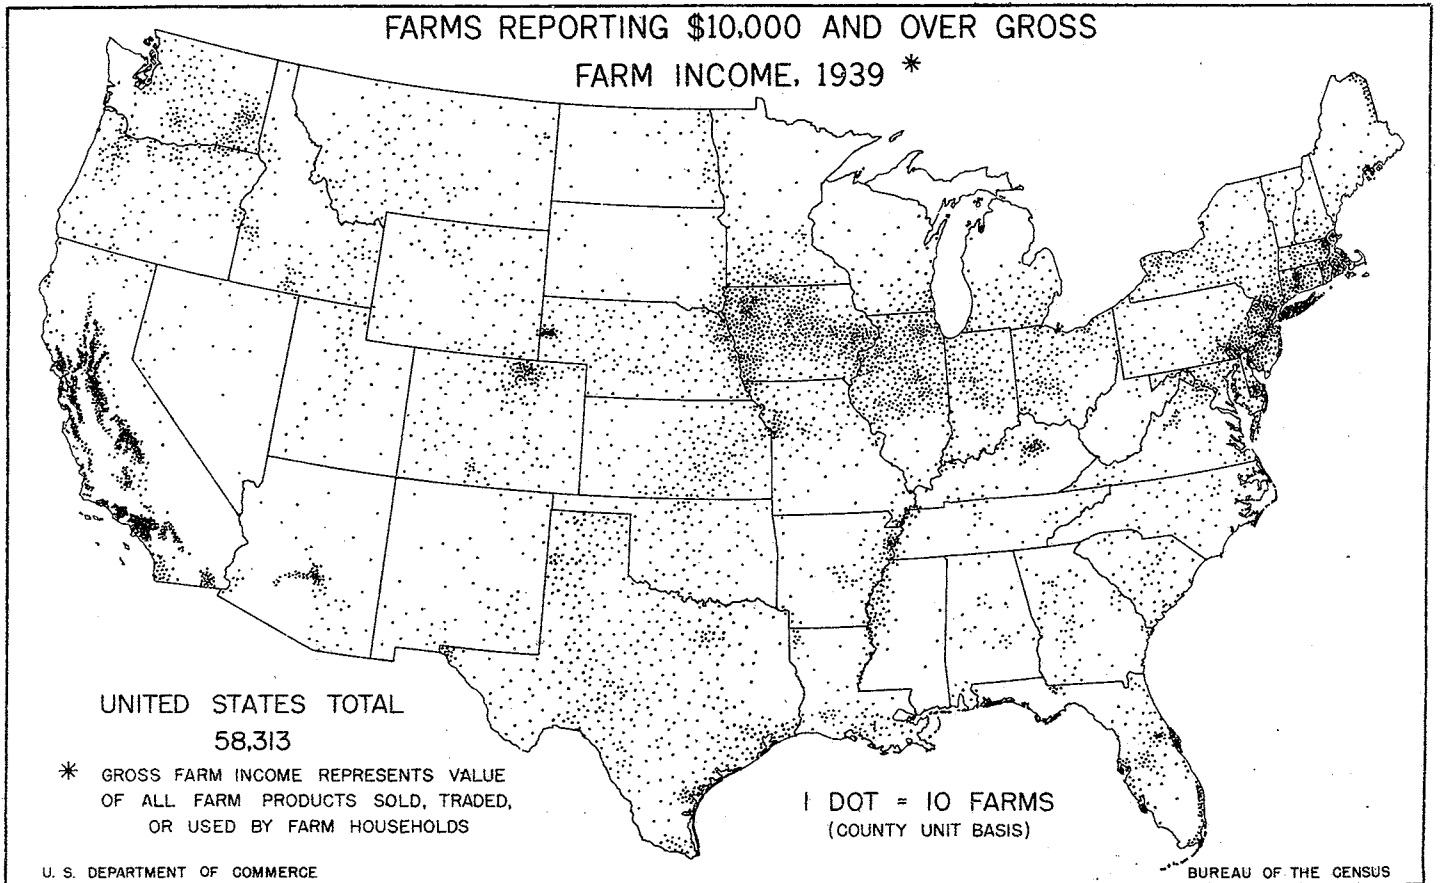 FARMS REPORTING $10,000 AND OVER GROSS
FARM INCOME, 1939 *
UNITED STATES TOTAL
58,313
* GROSS FARM INCOME REPRESENTS VALUE
OF ALL FARM PRODUCTS SOLD, TRADED,
OR USED BY FARM HOUSEHOLDS
1 DOT = 10 FARMS
(COUNTY UNIT BASIS)
U. S. DEPARTMENT OF COMMERCE
BUREAU OF THE CENSUS